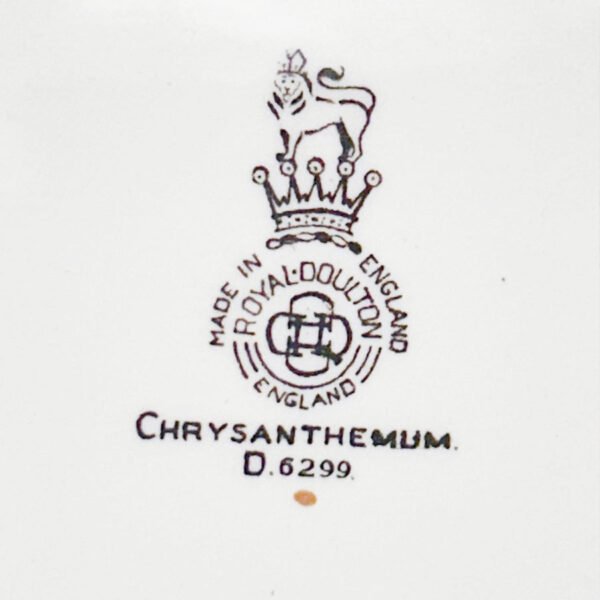 MADE IN ENGLAND
ROYAL·DOULTON
ENGLAND
CHRYSANTHEMUM.
D.6299.